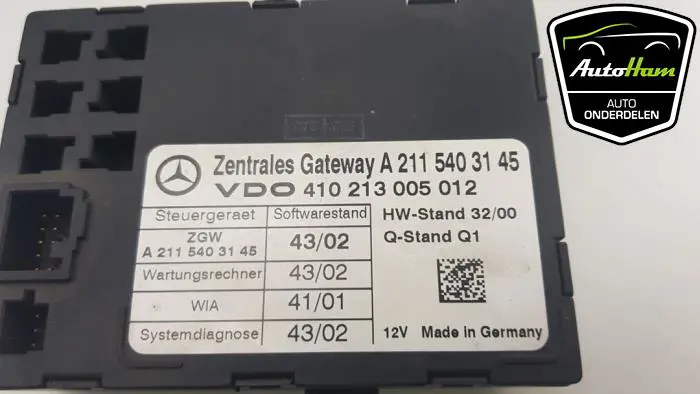 Zentrales Gateway A 211 540 31 45
VDO 410 213 005 012
Steuergeraet Softwarestand HW-Stand 32/00
ZGW
A 211 540 31 45 43/02 Q-Stand Q1
Wartungsrechner 43/02
WIA 41/01
Systemdiagnose 43/02 12V Made in Germany
AutoHam
AUTO
ONDERDELEN